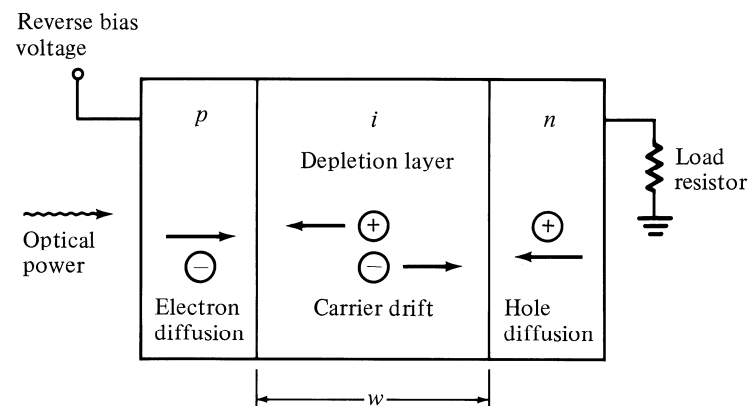 Reverse bias
voltage
p
i
n
Depletion layer
Load
resistor
+
+
Optical
power
−
−
Electron
diffusion
Carrier drift
Hole
diffusion
w